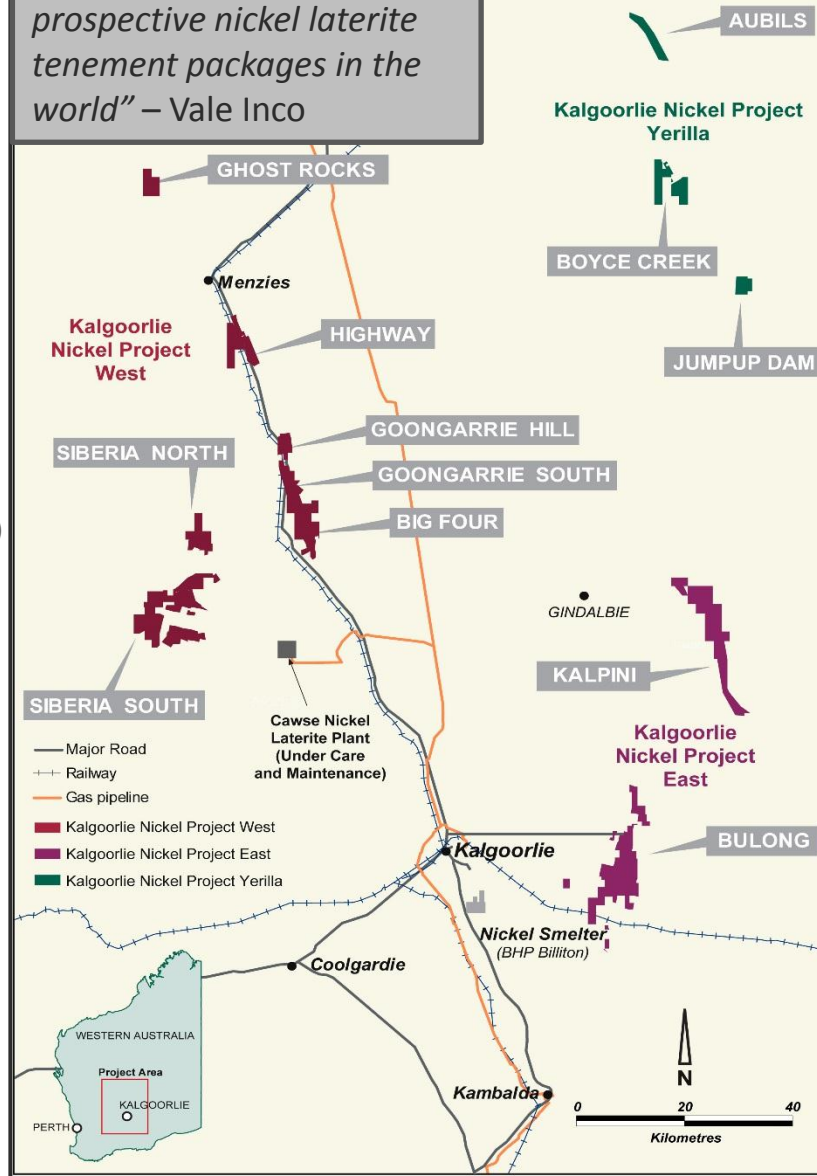 prospective nickel laterite
tenement packages in the
world” – Vale Inco
AUBILS
Kalgoorlie Nickel Project
Yerilla
GHOST ROCKS
BOYCE CREEK
Menzies
JUMPUP DAM
Kalgoorlie
Nickel Project
West
HIGHWAY
GOONGARRIE HILL
SIBERIA NORTH
GOONGARRIE SOUTH
BIG FOUR
GINDALBIE
KALPINI
SIBERIA SOUTH
Cawse Nickel
Laterite Plant
(Under Care
and Maintenance)
Kalgoorlie
Nickel Project
East
Major Road
Railway
Gas pipeline
Kalgoorlie Nickel Project West
Kalgoorlie Nickel Project East
Kalgoorlie Nickel Project Yerilla
Kalgoorlie
BULONG
Nickel Smelter
(BHP Billiton)
Coolgardie
WESTERN AUSTRALIA
Project Area
KALGOORLIE
PERTH
Kambalda
N
0 20 40
Kilometres